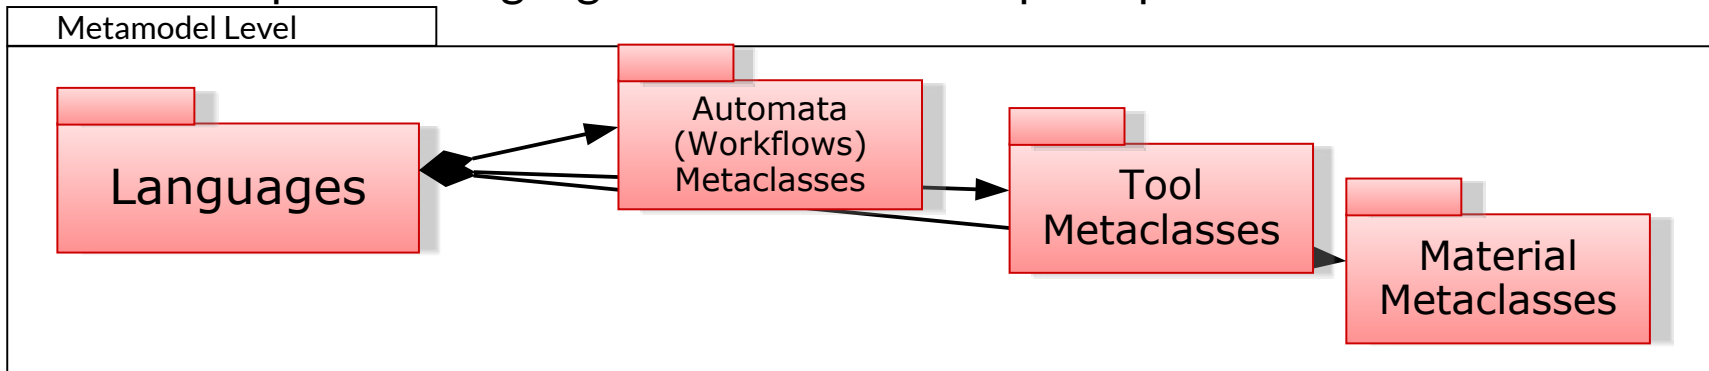 Metamodel Level
Languages
Automata
(Workflows)
Metaclasses
Tool
Metaclasses
Material
Metaclasses